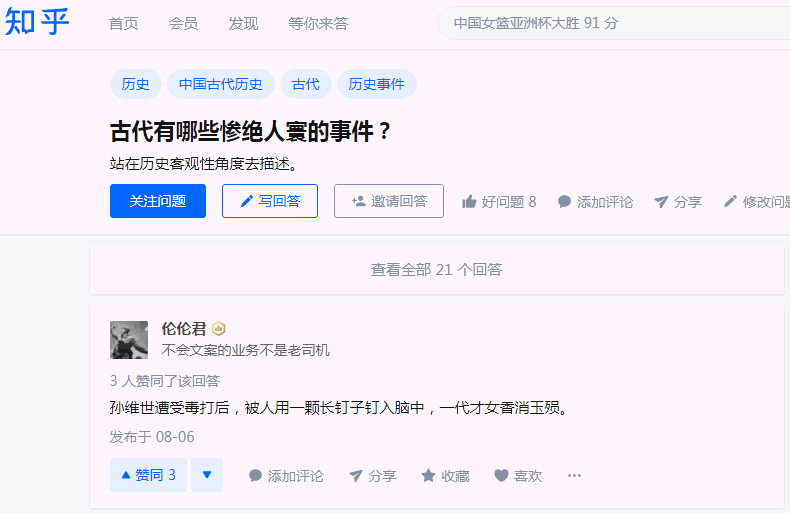 知乎 首页 会员 发现 等你来答 中国女篮亚洲杯大胜 91 分
历史 中国古代历史 古代 历史事件
古代有哪些惨绝人寰的事件？
站在历史客观性角度去描述。
关注问题 写回答 邀请回答 好问题 8 添加评论 分享 修改问题
查看全部 21 个回答
伦伦君
不会文案的业务不是老司机
3 人赞同了该回答
孙维世遭受毒打后，被人用一颗长钉子钉入脑中，一代才女香消玉殒。
发布于 08-06
赞同 3 添加评论 分享 收藏 喜欢 ···